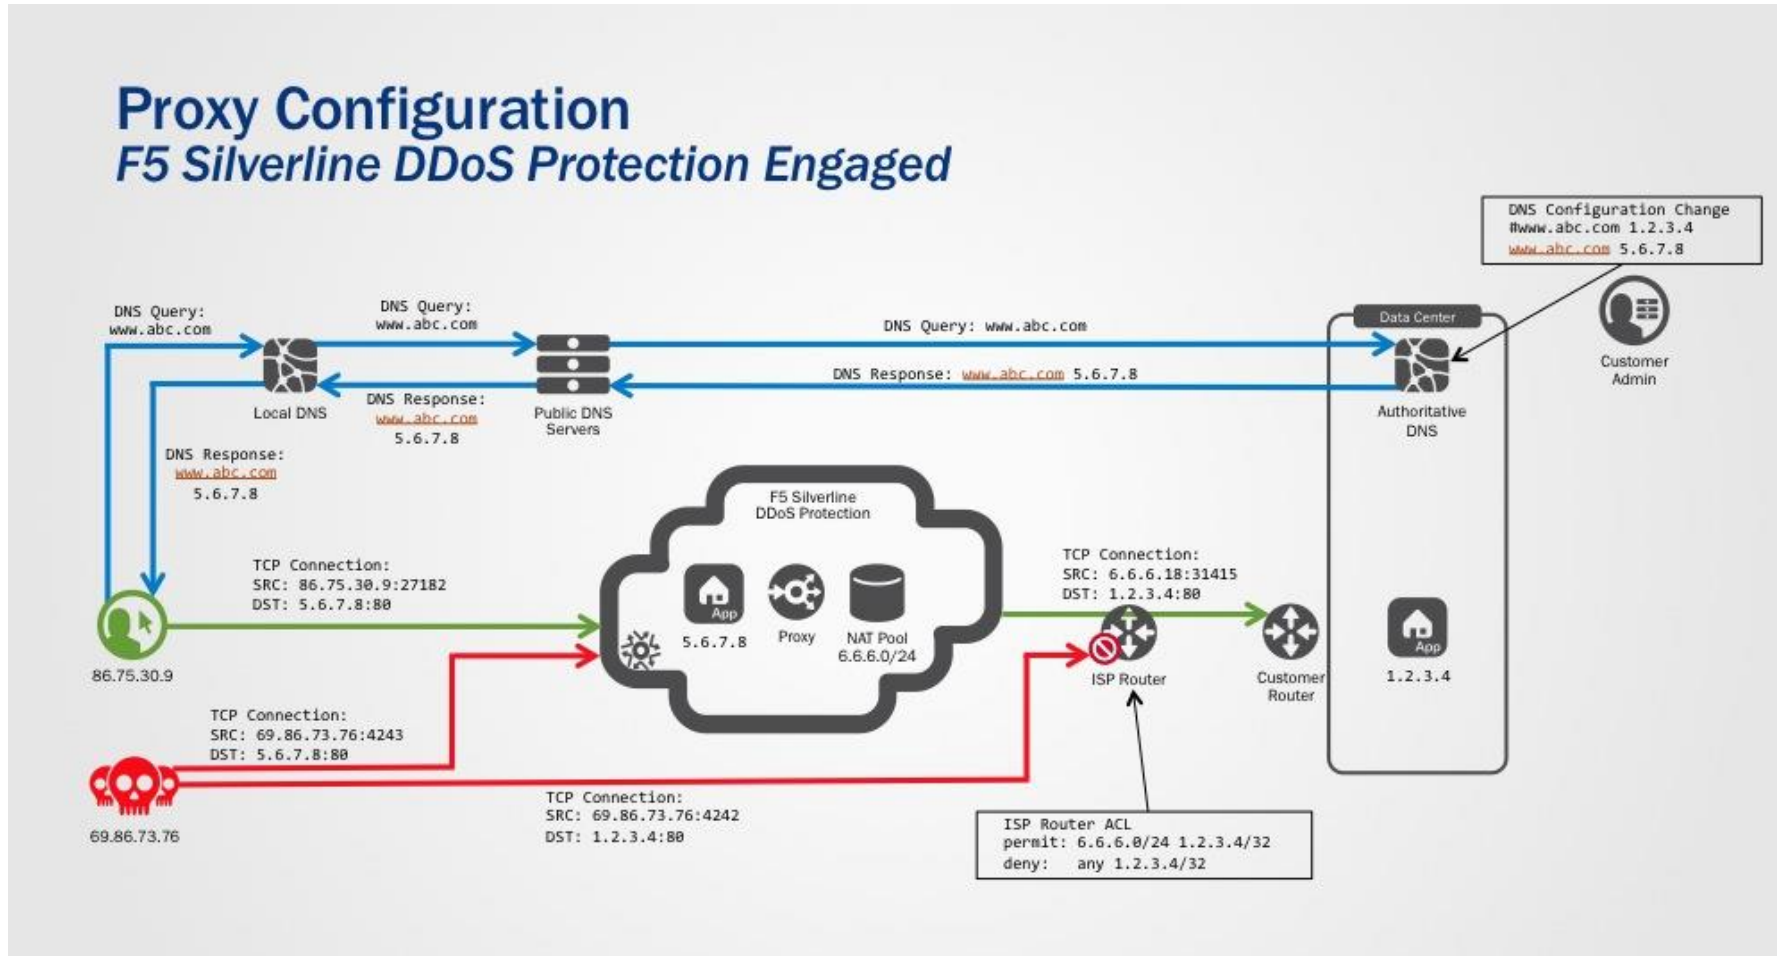 Proxy Configuration
F5 Silverline DDoS Protection Engaged
DNS Configuration Change
#www.abc.com 1.2.3.4
www.abc.com 5.6.7.8
Customer
Admin
Data Center
DNS Query:
www.abc.com
DNS Query:
www.abc.com
DNS Query: www.abc.com
DNS Response: www.abc.com 5.6.7.8
Local DNS
DNS Response:
www.abc.com
5.6.7.8
Public DNS
Servers
Authoritative
DNS
DNS Response:
www.abc.com
5.6.7.8
F5 Silverline
DDoS Protection
TCP Connection:
SRC: 86.75.30.9:27182
DST: 5.6.7.8:80
App
5.6.7.8
Proxy
NAT Pool
6.6.6.0/24
TCP Connection:
SRC: 6.6.6.18:31415
DST: 1.2.3.4:80
86.75.30.9
ISP Router
Customer
Router
App
1.2.3.4
TCP Connection:
SRC: 69.86.73.76:4243
DST: 5.6.7.8:80
69.86.73.76
TCP Connection:
SRC: 69.86.73.76:4242
DST: 1.2.3.4:80
ISP Router ACL
permit: 6.6.6.0/24 1.2.3.4/32
deny: any 1.2.3.4/32